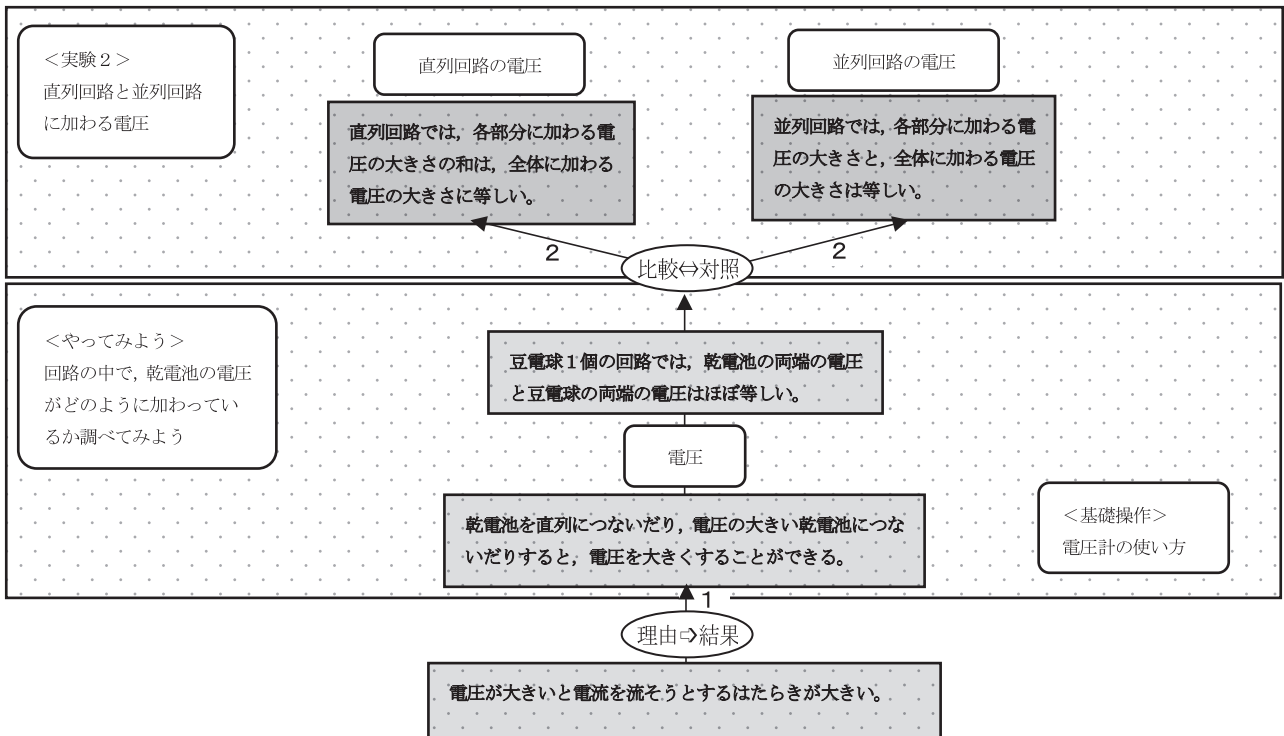 ＜実験２＞
直列回路と並列回路
に加わる電圧
直列回路の電圧
並列回路の電圧
直列回路では，各部分に加わる電
圧の大きさの和は，全体に加わる
電圧の大きさに等しい。
並列回路では，各部分に加わる電
圧の大きさと，全体に加わる電圧
の大きさは等しい。
2
2
比較⇔対照
＜やってみよう＞
回路の中で，乾電池の電圧
がどのように加わってい
るか調べてみよう
豆電球１個の回路では，乾電池の両端の電圧
と豆電球の両端の電圧はほぼ等しい。
電圧
乾電池を直列につないだり，電圧の大きい乾電池につな
いだりすると，電圧を大きくすることができる。
＜基礎操作＞
電圧計の使い方
1
理由⇨結果
電圧が大きいと電流を流そうとするはたらきが大きい。